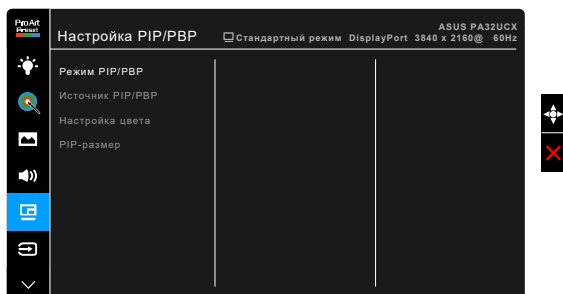 ProArt
Preset
Настройка PIP/PBP
ASUS PA32UCX
Стандартный режим DisplayPort 3840 x 2160@ 60Hz
Режим PIP/PBP
Источник PIP/PBP
Настройка цвета
PIP-размер